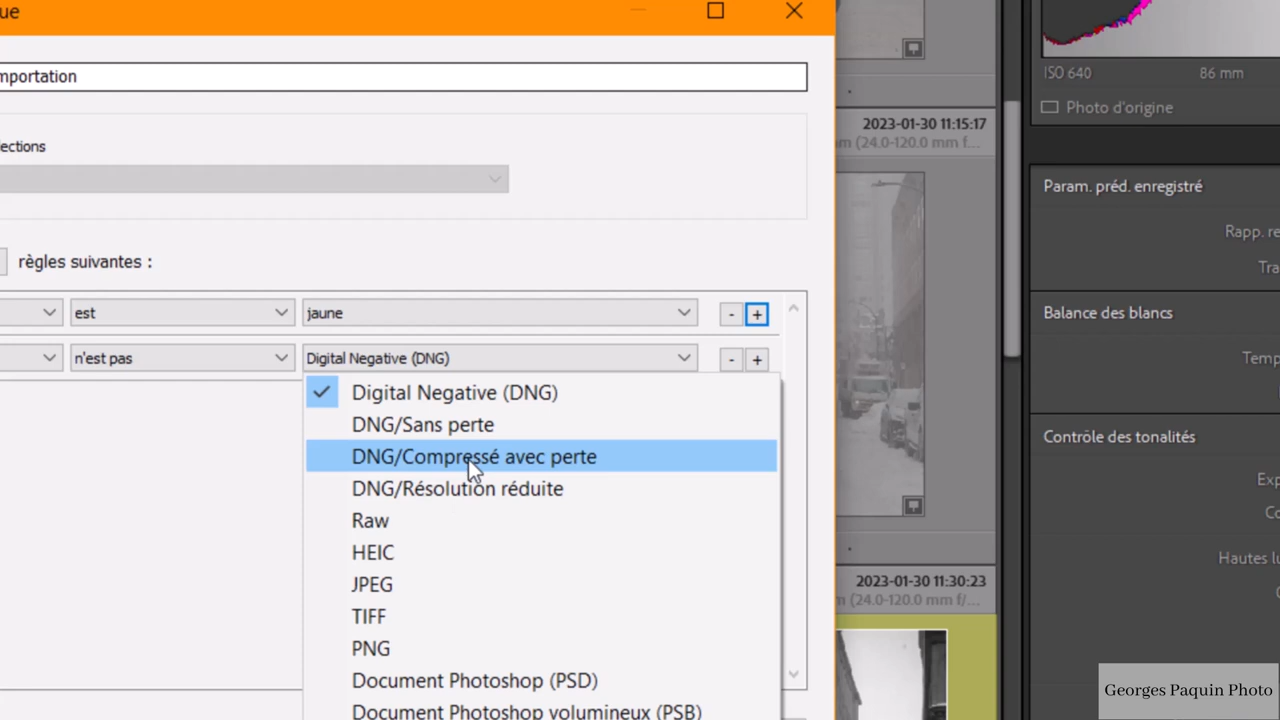 ue
mportation
ections
règles suivantes :
est
jaune
- +
n'est pas
Digital Negative (DNG)
- +
Digital Negative (DNG)
DNG/Sans perte
DNG/Compressé avec perte
DNG/Résolution réduite
Raw
HEIC
JPEG
TIFF
PNG
Document Photoshop (PSD)
Document Photoshop volumineux (PSB)
2023-01-30 11:15:17
m (24.0-120.0 mm f...
2023-01-30 11:30:23
m (24.0-120.0 mm f/...
ISO 640
86 mm
Photo d'origine
Param. préd. enregistré
Rapp. re
Tra
Balance des blancs
Temp
Contrôle des tonalités
Exp
Co
Hautes lu
Georges Paquin Photo